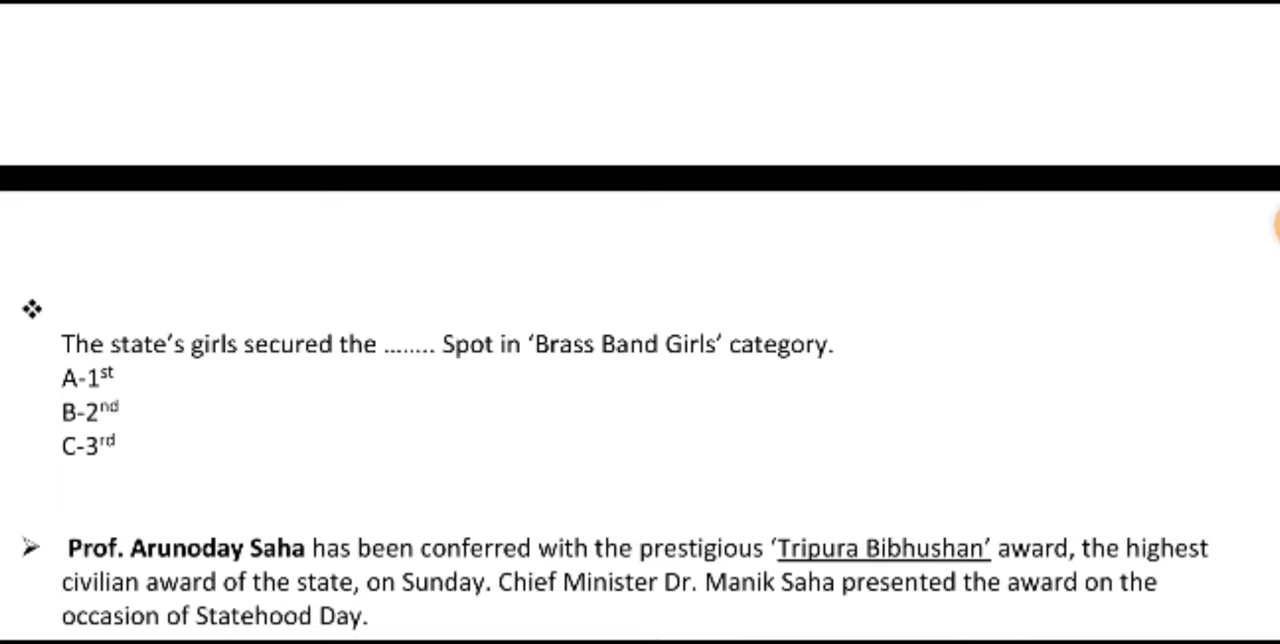 The state’s girls secured the ........ Spot in ‘Brass Band Girls’ category.
A-1st
B-2nd
C-3rd
Prof. Arunoday Saha has been conferred with the prestigious ‘Tripura Bibhushan’ award, the highest
civilian award of the state, on Sunday. Chief Minister Dr. Manik Saha presented the award on the
occasion of Statehood Day.